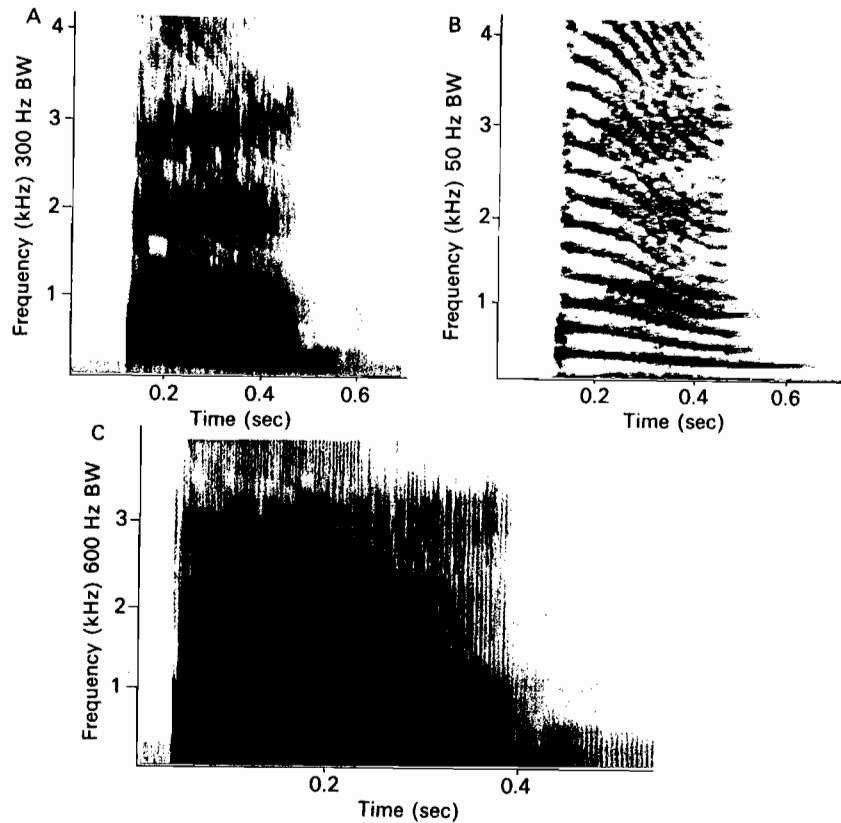 A
Frequency (kHz) 300 Hz BW
4
3
2
1
0.2 0.4 0.6
Time (sec)
B
Frequency (kHz) 50 Hz BW
4
3
2
1
0.2 0.4 0.6
Time (sec)
C
Frequency (kHz) 600 Hz BW
3
2
1
0.2 0.4
Time (sec)